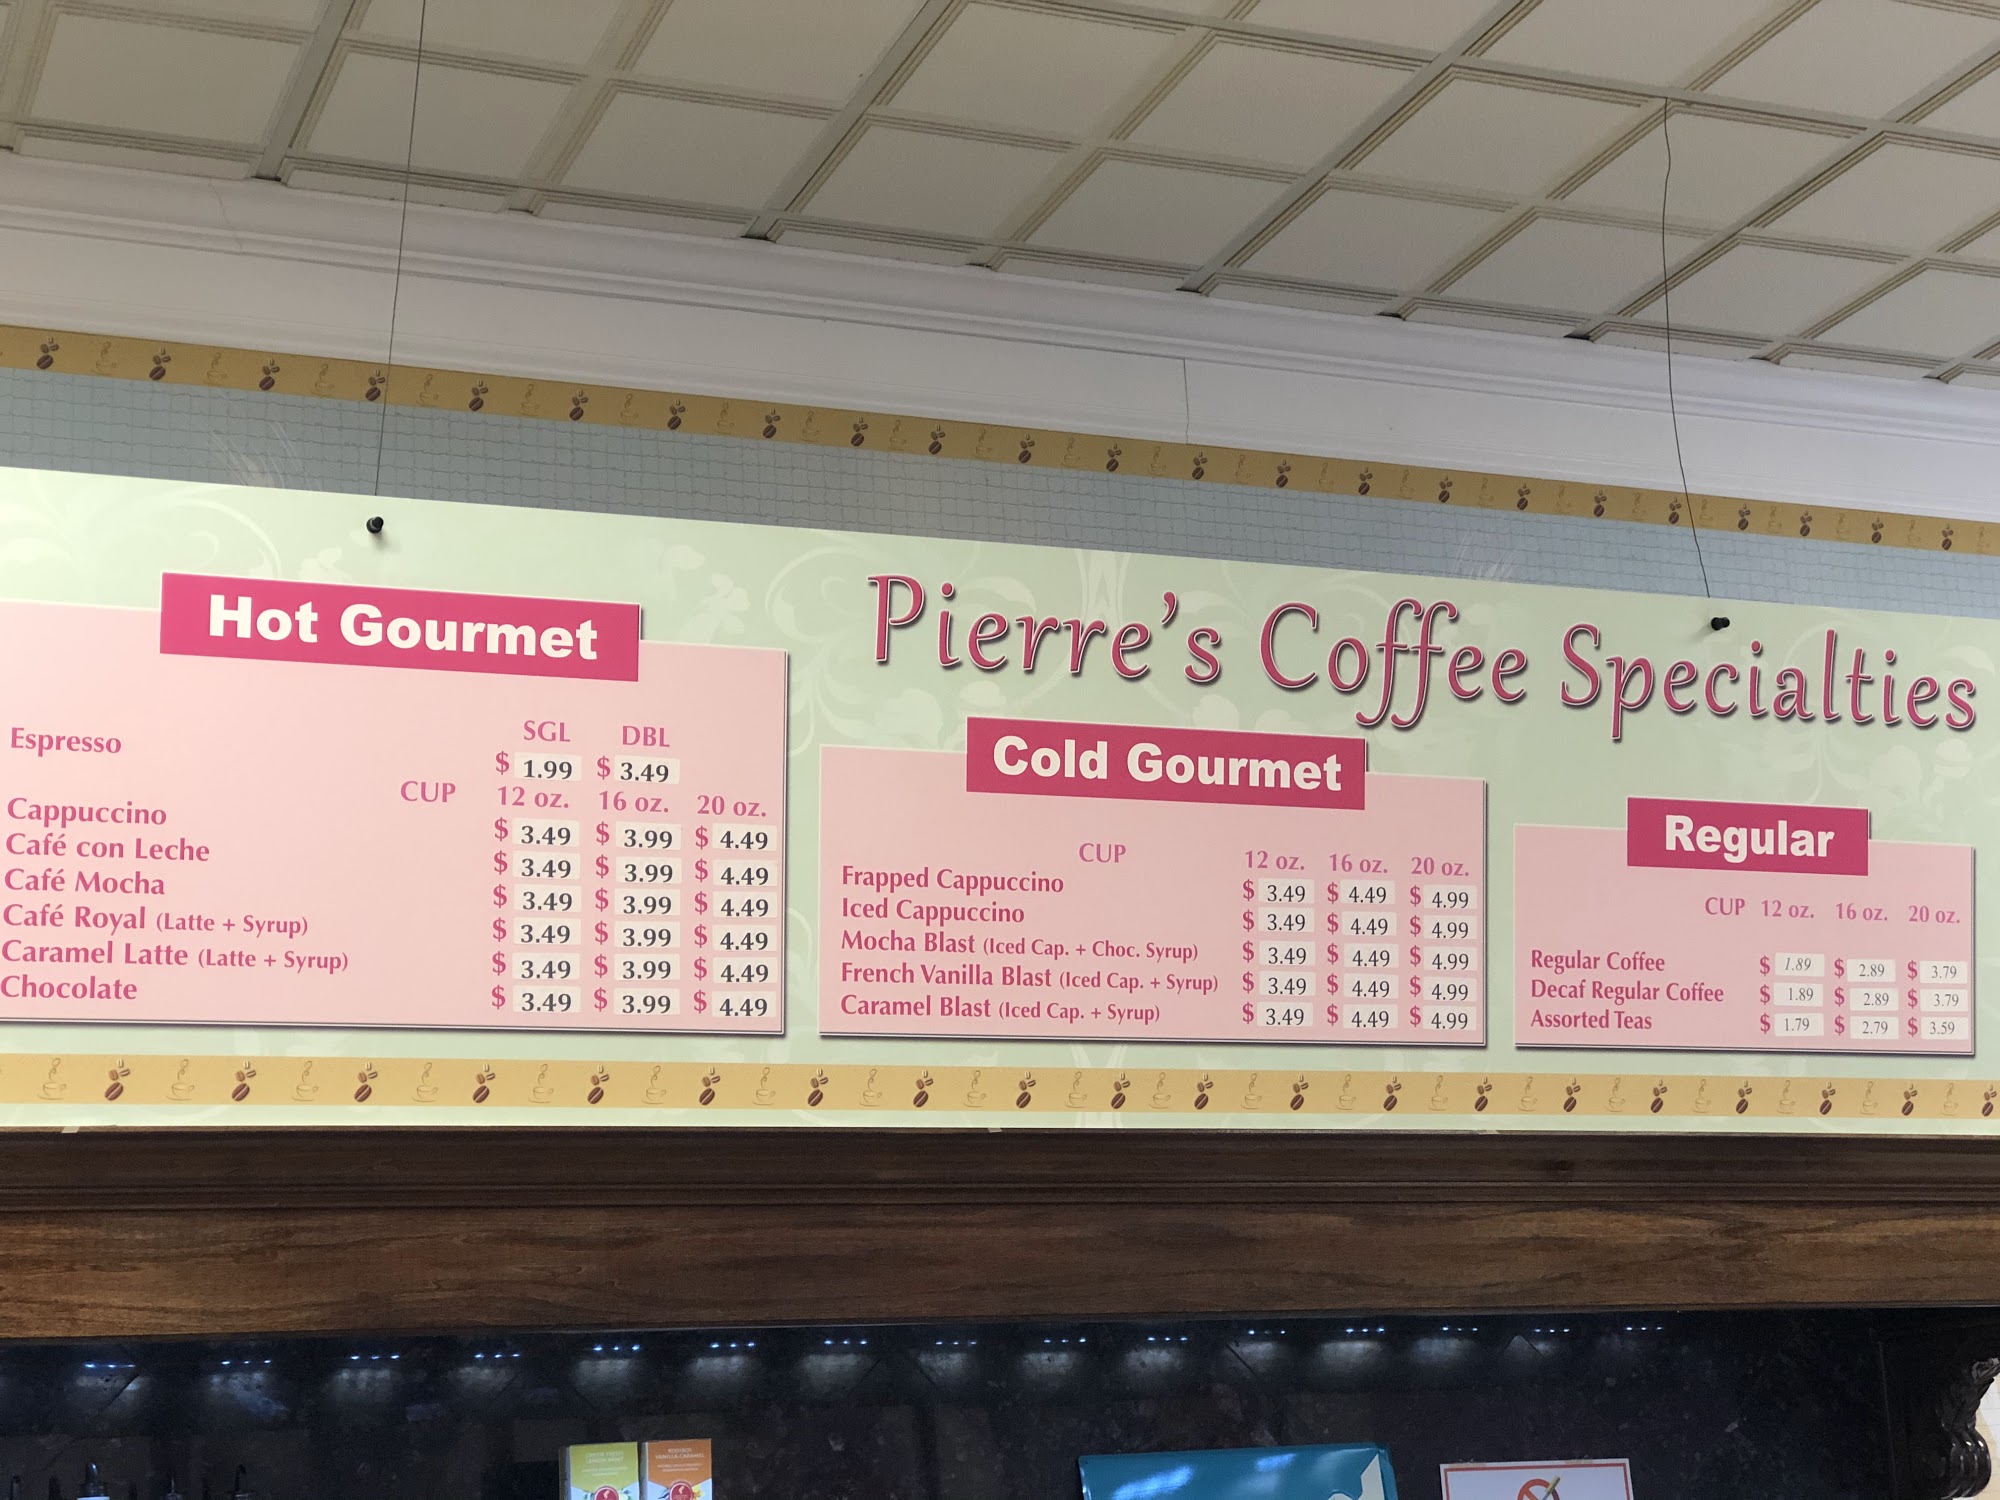 Pierre's Coffee Specialties
Hot Gourmet
SGL DBL
Espresso $ 1.99 $ 3.49
CUP 12 oz. 16 oz. 20 oz.
Cappuccino $ 3.49 $ 3.99 $ 4.49
Café con Leche $ 3.49 $ 3.99 $ 4.49
Café Mocha $ 3.49 $ 3.99 $ 4.49
Café Royal (Latte + Syrup) $ 3.49 $ 3.99 $ 4.49
Caramel Latte (Latte + Syrup) $ 3.49 $ 3.99 $ 4.49
Chocolate $ 3.49 $ 3.99 $ 4.49
Cold Gourmet
CUP 12 oz. 16 oz. 20 oz.
Frapped Cappuccino $ 3.49 $ 4.49 $ 4.99
Iced Cappuccino $ 3.49 $ 4.49 $ 4.99
Mocha Blast (Iced Cap. + Choc. Syrup) $ 3.49 $ 4.49 $ 4.99
French Vanilla Blast (Iced Cap. + Syrup) $ 3.49 $ 4.49 $ 4.99
Caramel Blast (Iced Cap. + Syrup) $ 3.49 $ 4.49 $ 4.99
Regular
CUP 12 oz. 16 oz. 20 oz.
Regular Coffee $ 1.89 $ 2.89 $ 3.79
Decaf Regular Coffee $ 1.89 $ 2.89 $ 3.79
Assorted Teas $ 1.79 $ 2.79 $ 3.59
ROOIBOS
VANILLA CARAMEL